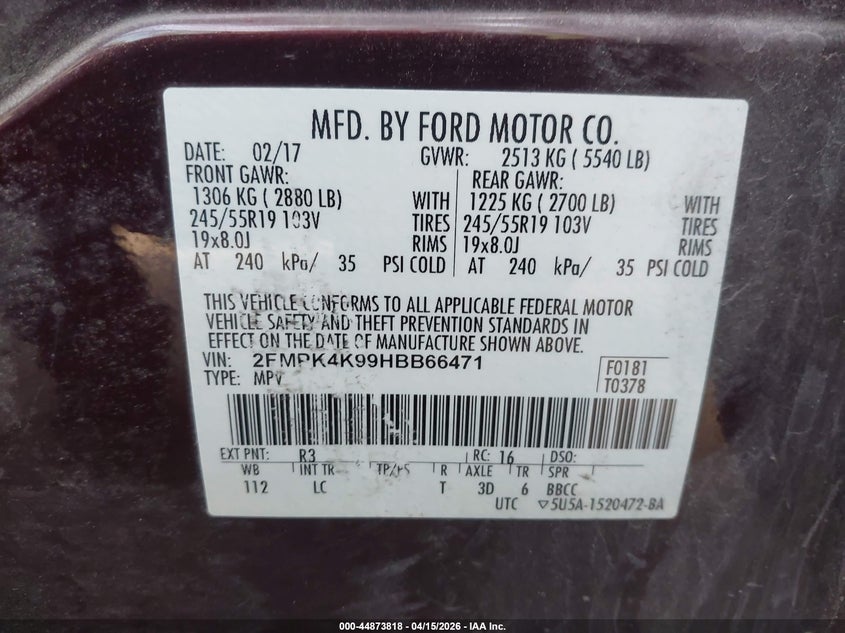 MFD. BY FORD MOTOR CO.
DATE: 02/17 GVWR: 2513 KG ( 5540 LB)
FRONT GAWR: REAR GAWR:
1306 KG ( 2880 LB) WITH 1225 KG ( 2700 LB) WITH
245/55R19 103V TIRES 245/55R19 103V TIRES
19x8.0J RIMS 19x8.0J RIMS
AT 240 kPa/ 35 PSI COLD AT 240 kPa/ 35 PSI COLD
THIS VEHICLE CONFORMS TO ALL APPLICABLE FEDERAL MOTOR
VEHICLE SAFETY AND THEFT PREVENTION STANDARDS IN
EFFECT ON THE DATE OF MANUFACTURE SHOWN ABOVE.
VIN: 2FMPK4K99HBB66471
TYPE: MPV
F0181
T0378
EXT PNT: R3 RC: 16 DSO:
WB INT TR TP/PS R AXLE TR SPR
112 LC T 3D 6 BBCC
UTC ▽5U5A-1520472-BA
000-44873818 - 04/15/2026 - IAA Inc.